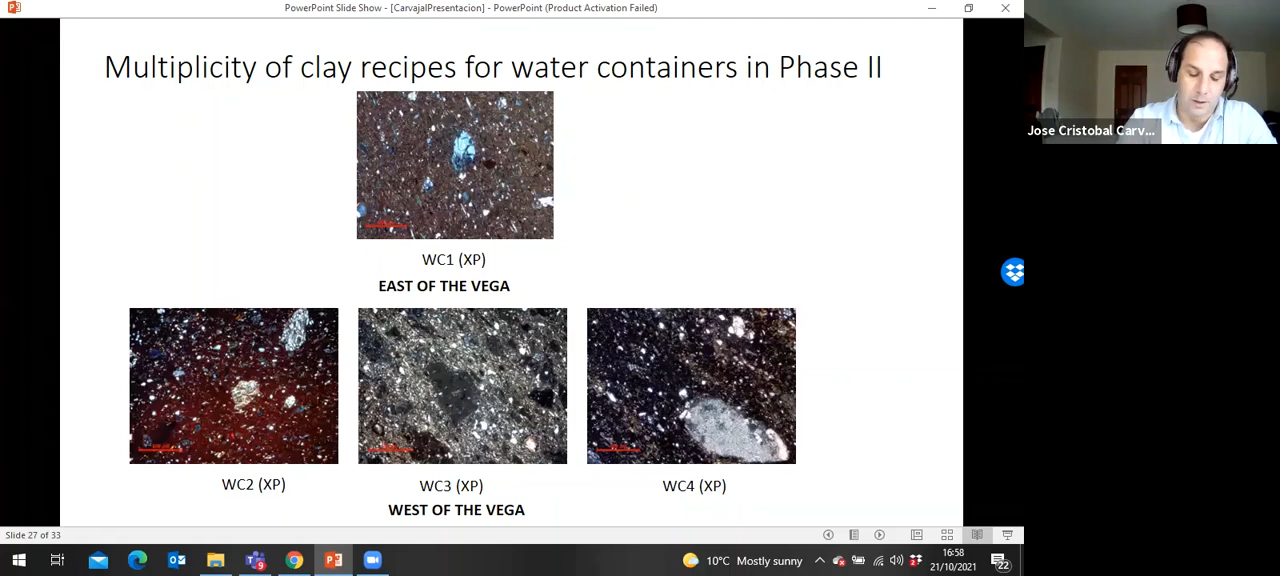 PowerPoint Slide Show - [CarvajalPresentacion] - PowerPoint (Product Activation Failed)
Multiplicity of clay recipes for water containers in Phase II
Jose Cristobal Carv...
WC1 (XP)
EAST OF THE VEGA
WC2 (XP)
WC3 (XP)
WC4 (XP)
WEST OF THE VEGA
Slide 27 of 33
9
10°C Mostly sunny
16:58
21/10/2021
22